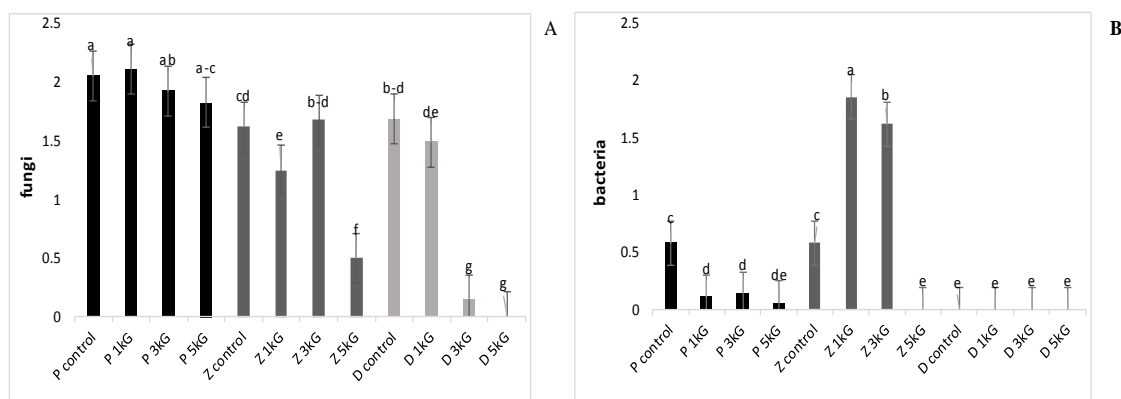 A
fungi
2.5
2
1.5
1
0.5
0
a
a
ab
a-c
cd
e
b-d
f
b-d
de
g
g
P control
P 1kG
P 3kG
P 5kG
Z control
Z 1kG
Z 3kG
Z 5kG
D control
D 1kG
D 3kG
D 5kG
B
bacteria
2.5
2
1.5
1
0.5
0
c
d
d
de
c
a
b
e
e
e
e
e
P control
P 1kG
P 3kG
P 5kG
Z control
Z 1kG
Z 3kG
Z 5kG
D control
D 1kG
D 3kG
D 5kG